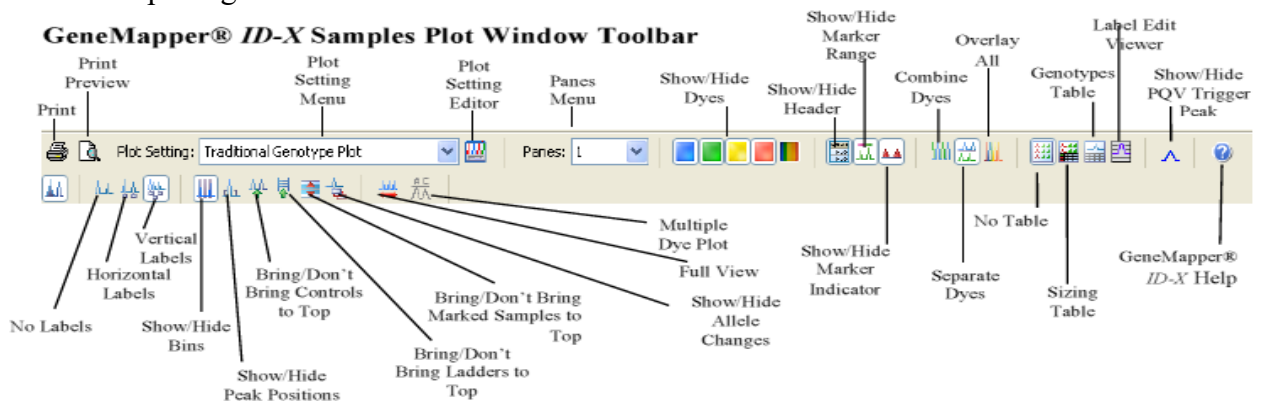 GeneMapper® ID-X Samples Plot Window Toolbar
Print
Print
Preview
Plot
Setting
Menu
Plot
Setting
Editor
Panes
Menu
Show/Hide
Dyes
Show/Hide
Header
Show/Hide
Marker
Range
Combine
Dyes
Overlay
All
Genotypes
Table
Label Edit
Viewer
Show/Hide
PQV Trigger
Peak
Plot Setting: Traditional Genotype Plot
Panes: 1
No Labels
Horizontal
Labels
Vertical
Labels
Show/Hide
Bins
Show/Hide
Peak Positions
Bring/Don't
Bring Controls
to Top
Bring/Don't
Bring Ladders to
Top
Bring/Don't Bring
Marked Samples to
Top
Show/Hide
Allele
Changes
Full View
Multiple
Dye Plot
Show/Hide
Marker
Indicator
Separate
Dyes
No Table
Sizing
Table
GeneMapper®
ID-X Help